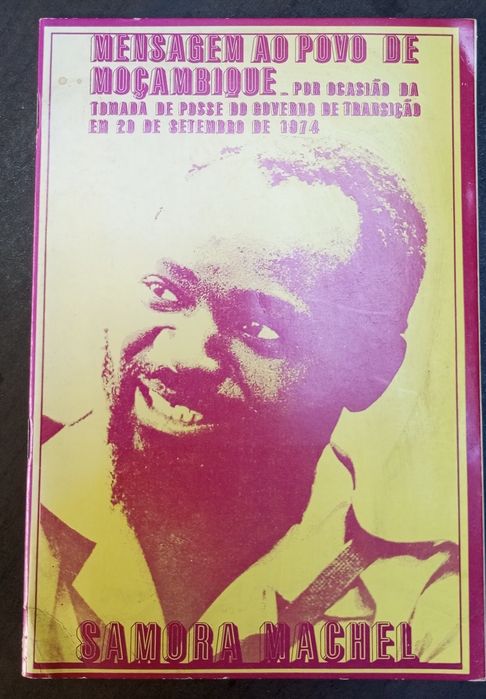 MENSAGEM AO POVO DE
MOÇAMBIQUE _ POR OCASIÃO DA
TOMADA DE POSSE DO GOVERNO DE TRANSIÇÃO
EM 20 DE SETEMBRO DE 1974
SAMORA MACHEL